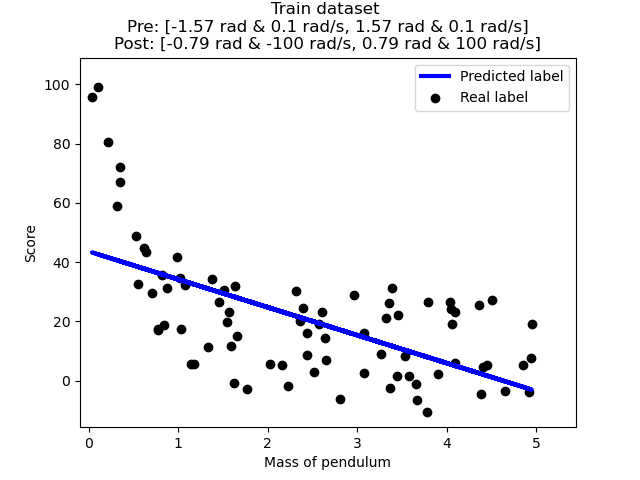 Train dataset
Pre: [-1.57 rad & 0.1 rad/s, 1.57 rad & 0.1 rad/s]
Post: [-0.79 rad & -100 rad/s, 0.79 rad & 100 rad/s]
Predicted label
Real label
Score
100
80
60
40
20
0
0 1 2 3 4 5
Mass of pendulum